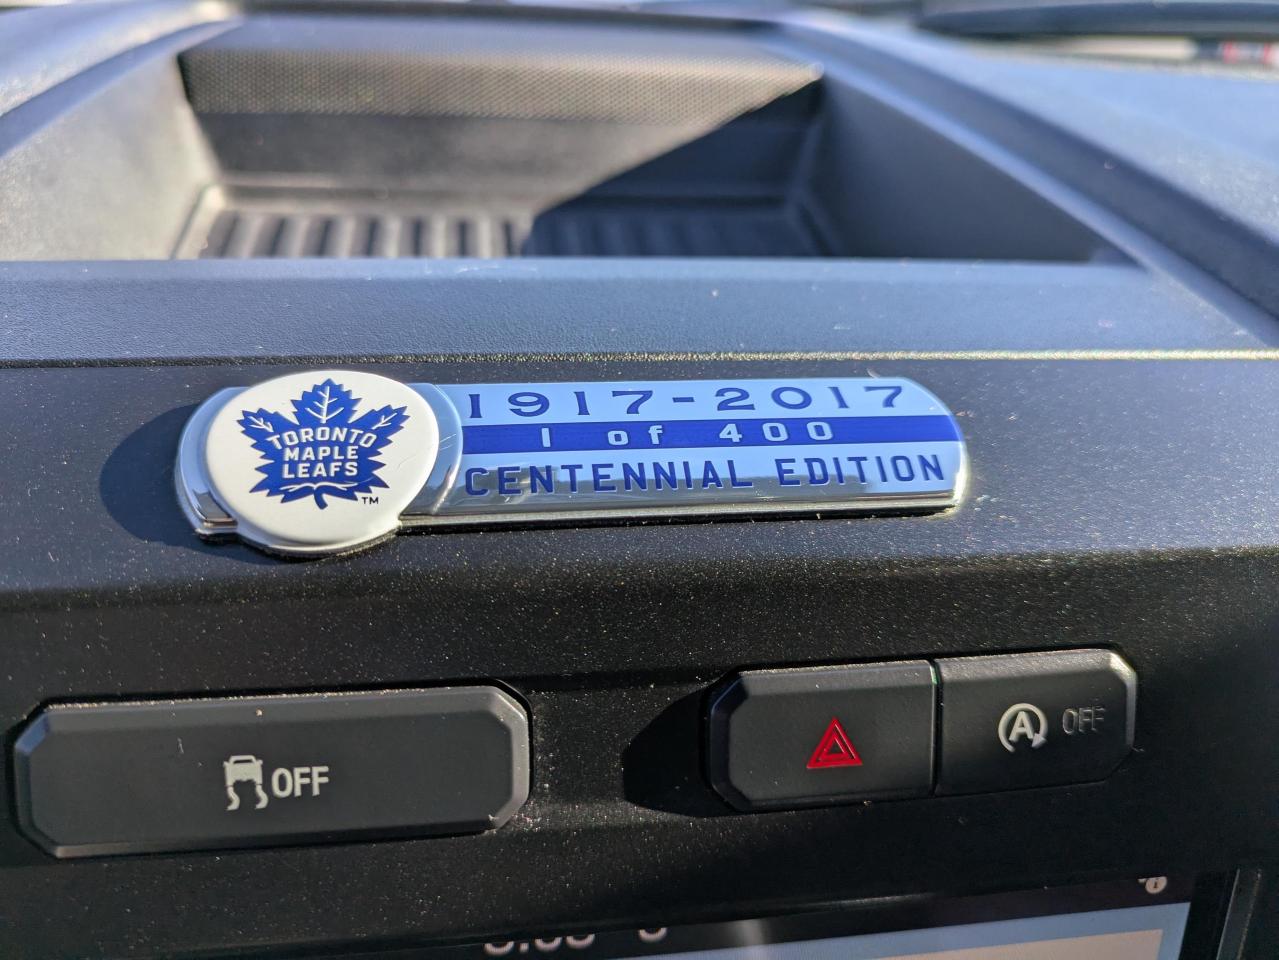 TORONTO
MAPLE
LEAFS
TM
1917-2017
1 of 400
CENTENNIAL EDITION
OFF
A OFF